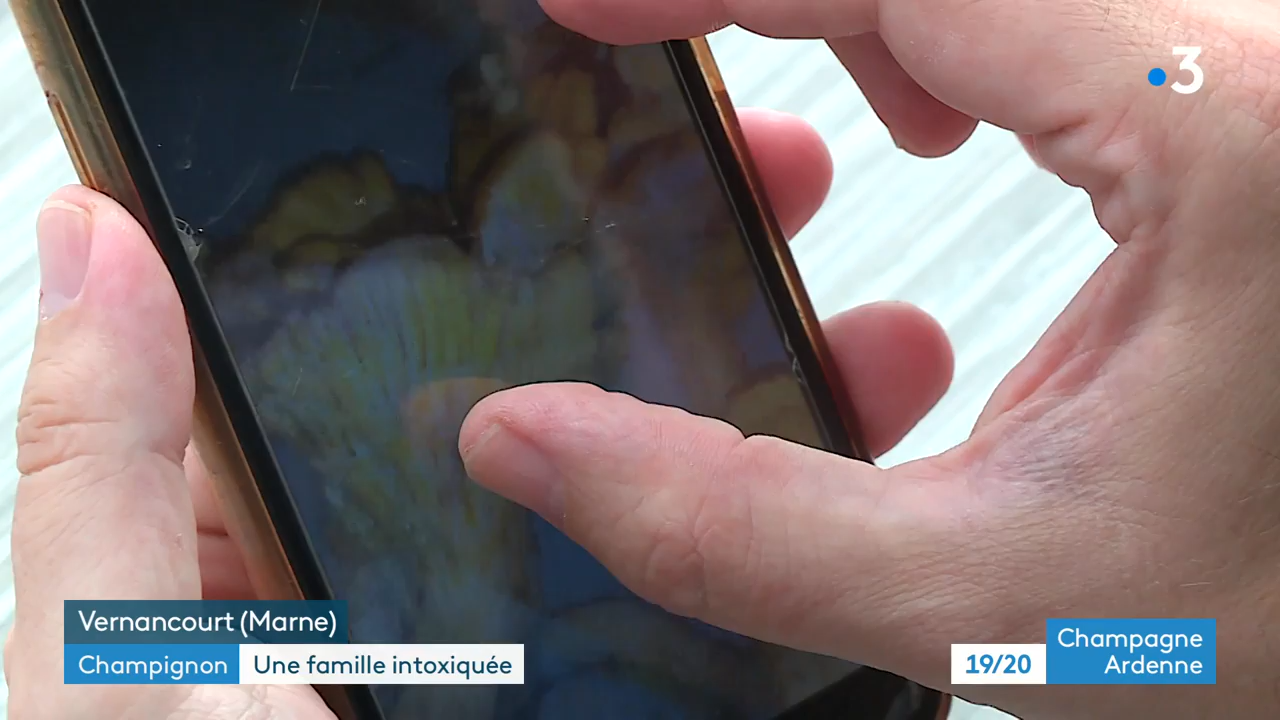 3
Vernancourt (Marne)
Champignon Une famille intoxiquée
19/20 Champagne
Ardenne